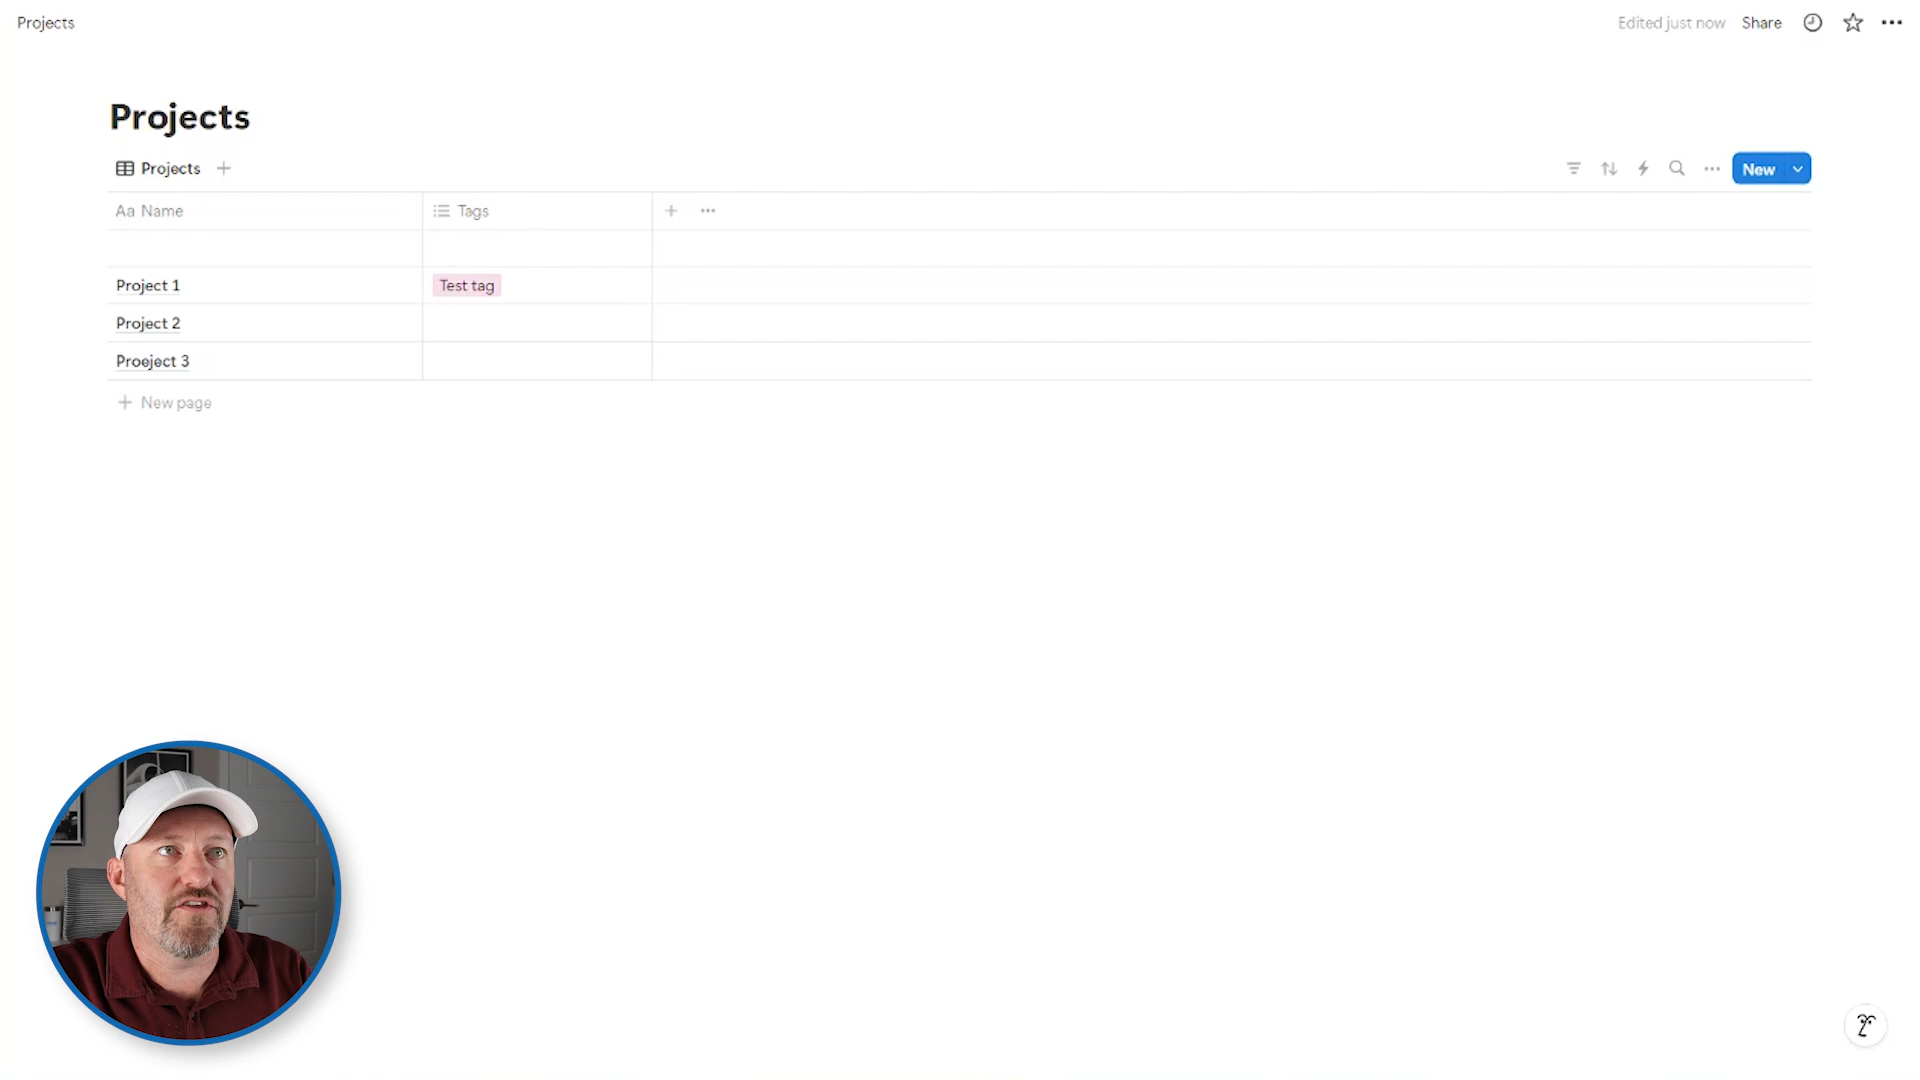 Projects
Edited just now Share
Projects
Projects
New
Aa Name Tags
Project 1 Test tag
Project 2
Proeject 3
New page